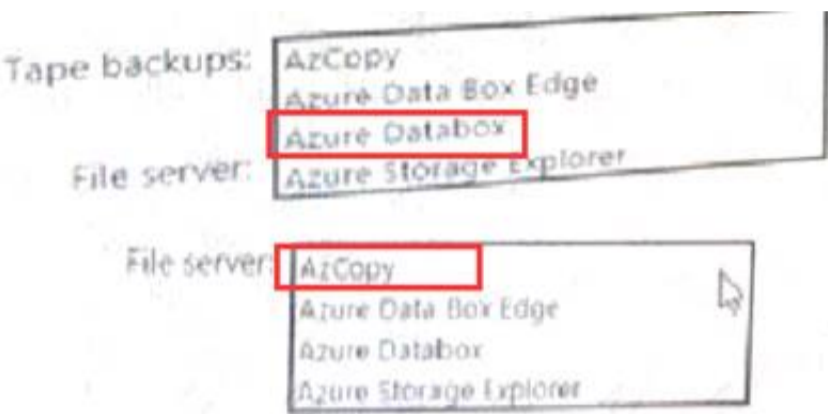 Tape backups:
AzCopy
Azure Data Box Edge
Azure Databox
File server:
Azure Storage Explorer
File server:
AzCopy
Azure Data Box Edge
Azure Databox
Azure Storage Explorer